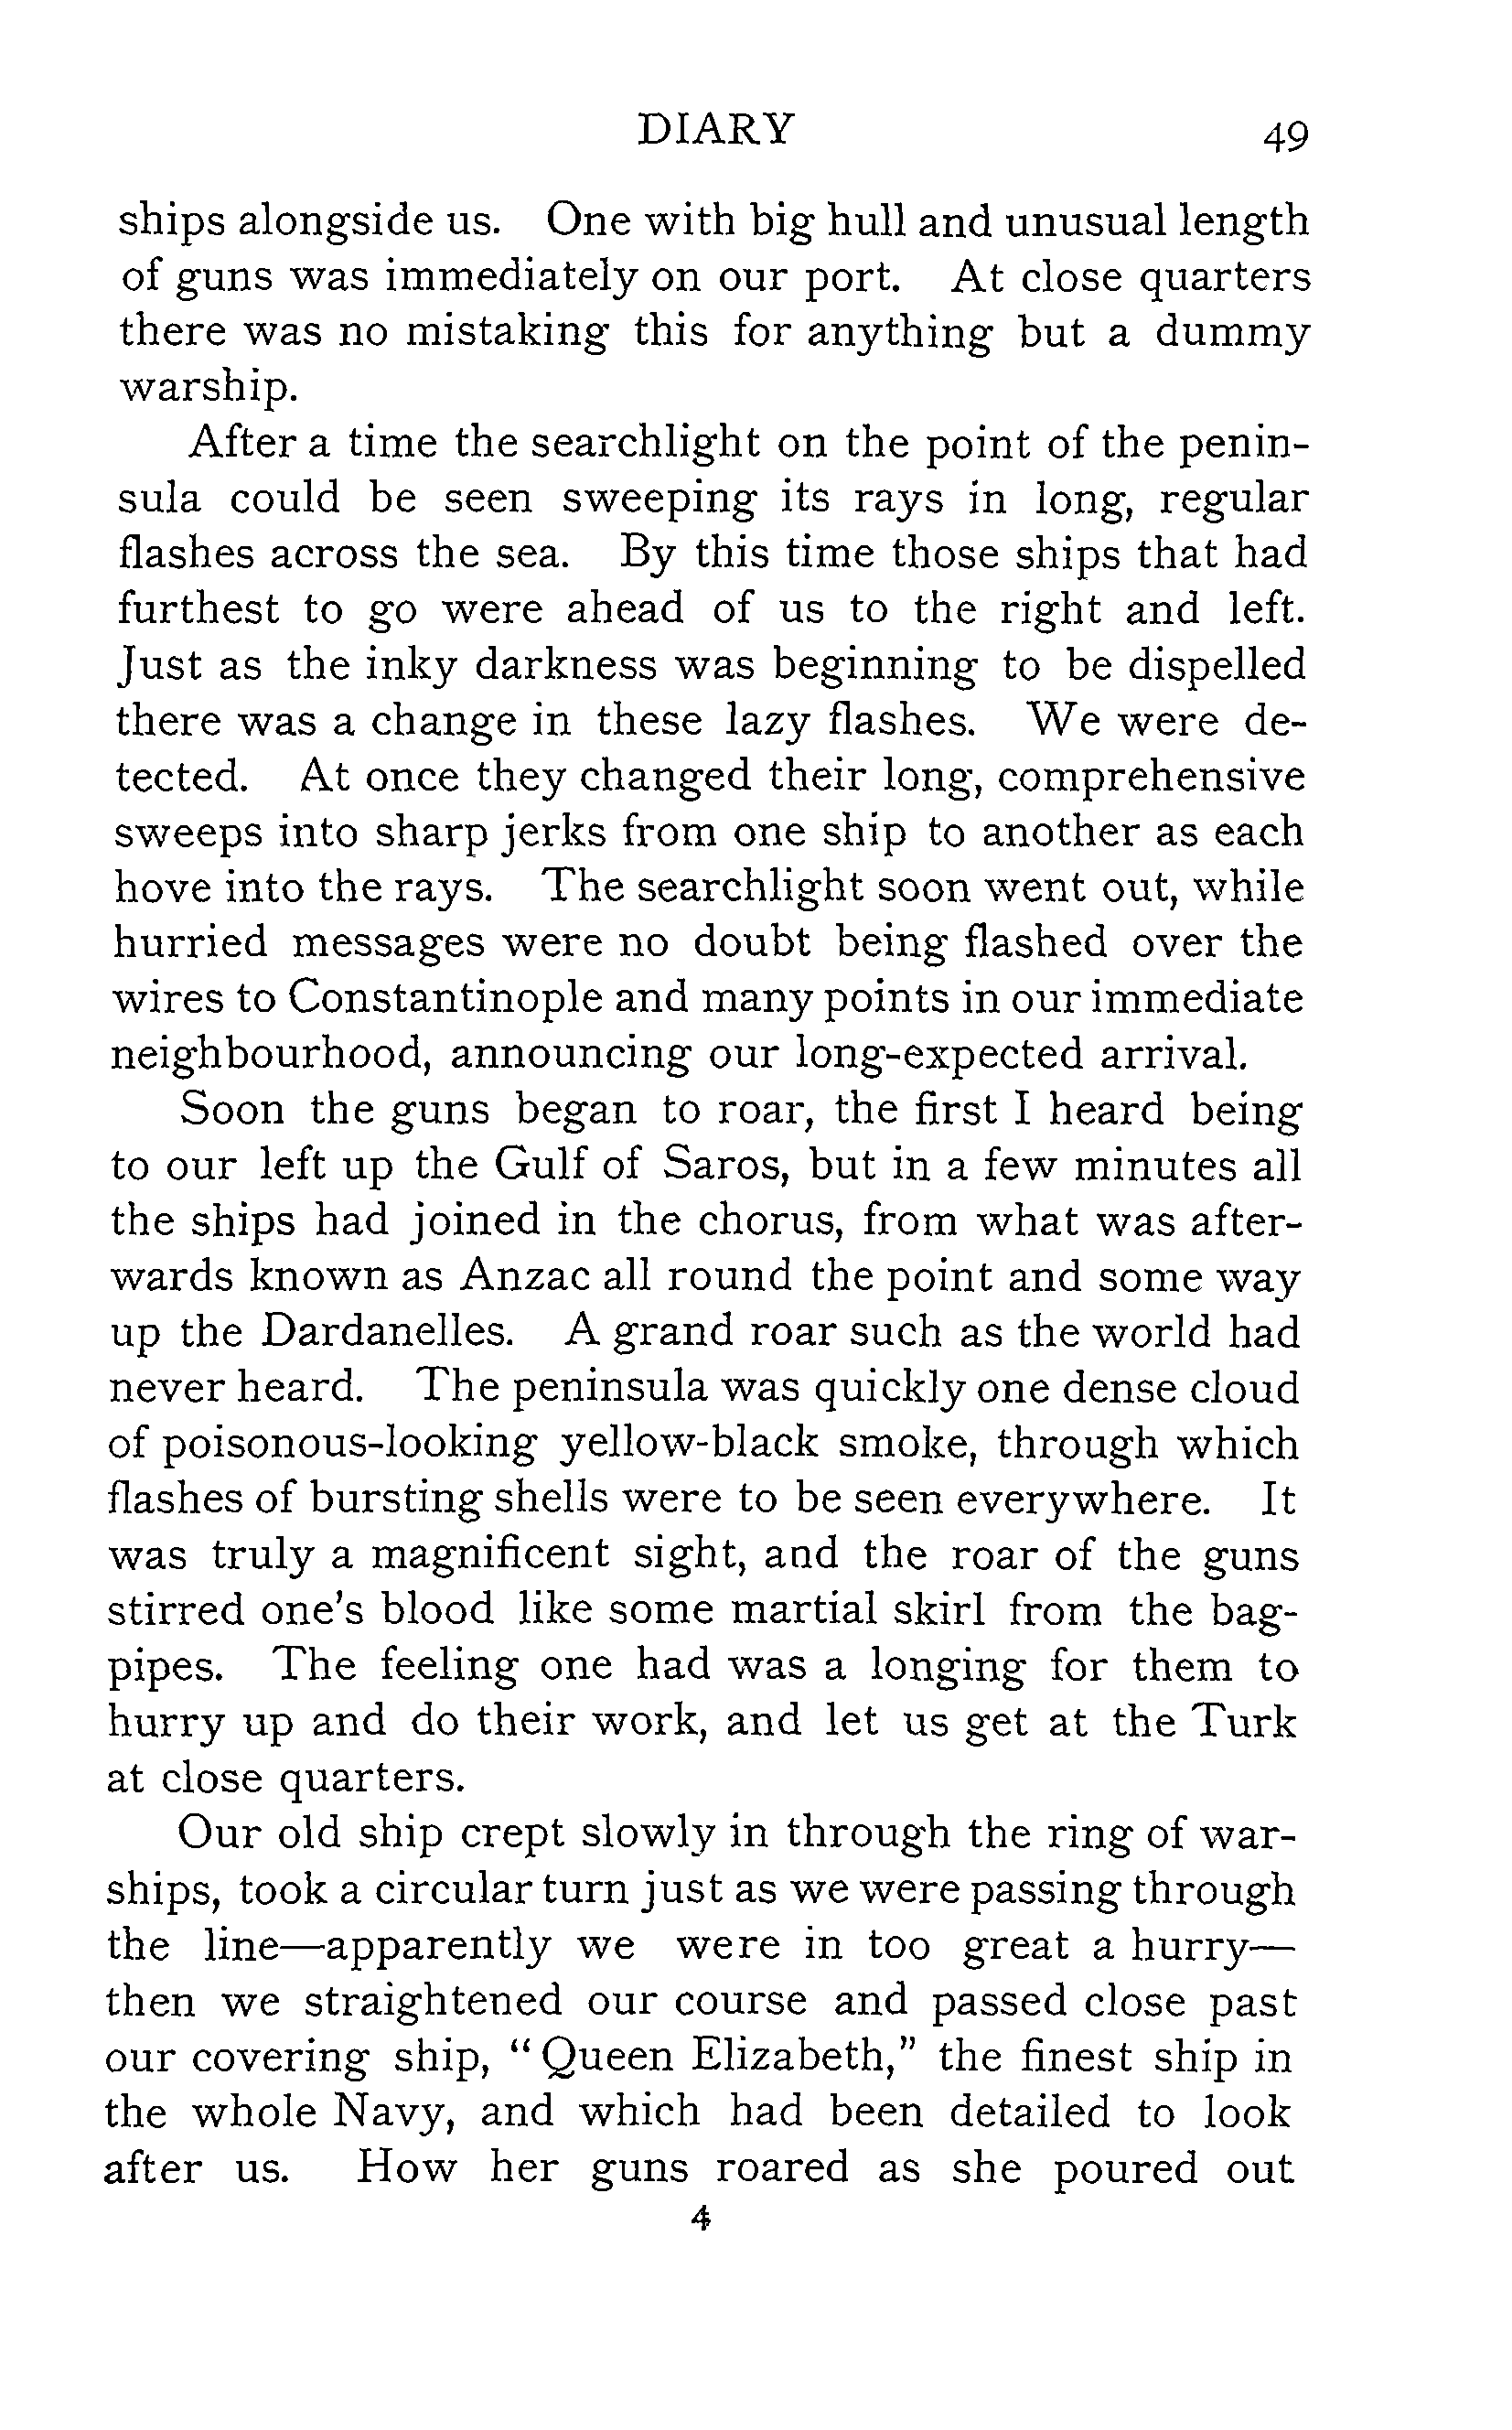 DIARY 49
ships alongside us. One with big hull and unusual length
of guns was immediately on our port. At close quarters
there was no mistaking this for anything but a dummy
warship.
After a time the searchlight on the point of the penin-
sula could be seen sweeping its rays in long, regular
flashes across the sea. By this time those ships that had
furthest to go were ahead of us to the right and left.
Just as the inky darkness was beginning to be dispelled
there was a change in these lazy flashes. We were de-
tected. At once they changed their long, comprehensive
sweeps into sharp jerks from one ship to another as each
hove into the rays. The searchlight soon went out, while
hurried messages were no doubt being flashed over the
wires to Constantinople and many points in our immediate
neighbourhood, announcing our long-expected arrival.
Soon the guns began to roar, the first I heard being
to our left up the Gulf of Saros, but in a few minutes all
the ships had joined in the chorus, from what was after-
wards known as Anzac all round the point and some way
up the Dardanelles. A grand roar such as the world had
never heard. The peninsula was quickly one dense cloud
of poisonous-looking yellow-black smoke, through which
flashes of bursting shells were to be seen everywhere. It
was truly a magnificent sight, and the roar of the guns
stirred one's blood like some martial skirl from the bag-
pipes. The feeling one had was a longing for them to
hurry up and do their work, and let us get at the Turk
at close quarters.
Our old ship crept slowly in through the ring of war-
ships, took a circular turn just as we were passing through
the line—apparently we were in too great a hurry—
then we straightened our course and passed close past
our covering ship, “Queen Elizabeth,” the finest ship in
the whole Navy, and which had been detailed to look
after us. How her guns roared as she poured out
4